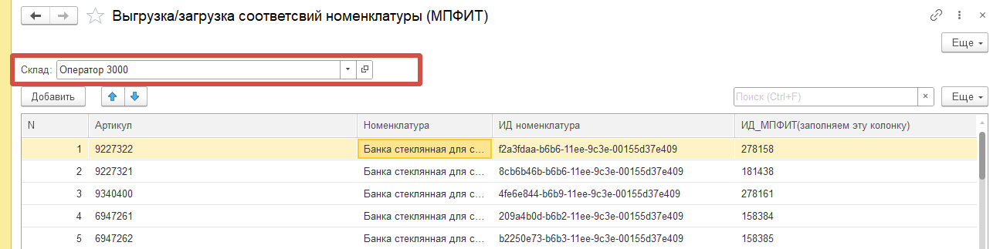 Выгрузка/загрузка соответсвий номенклатуры (МПФИТ)
Еще
Склад: Оператор 3000
Добавить Поиск (Ctrl+F) × Еще
N Артикул Номенклатура ИД номенклатура ИД_МПФИТ(заполняем эту колонку)
1 9227322 Банка стеклянная для с... f2a3fdaa-b6b6-11ee-9c3e-00155d37e409 278158
2 9227321 Банка стеклянная для с... 8cb6b46b-b6b6-11ee-9c3e-00155d37e409 181438
3 9340400 Банка стеклянная для с... 4fe6e844-b6b9-11ee-9c3e-00155d37e409 278161
4 6947261 Банка стеклянная для с... 209a4b0d-b6b2-11ee-9c3e-00155d37e409 158384
5 6947262 Банка стеклянная для с... b2250e73-b6b3-11ee-9c3e-00155d37e409 158385